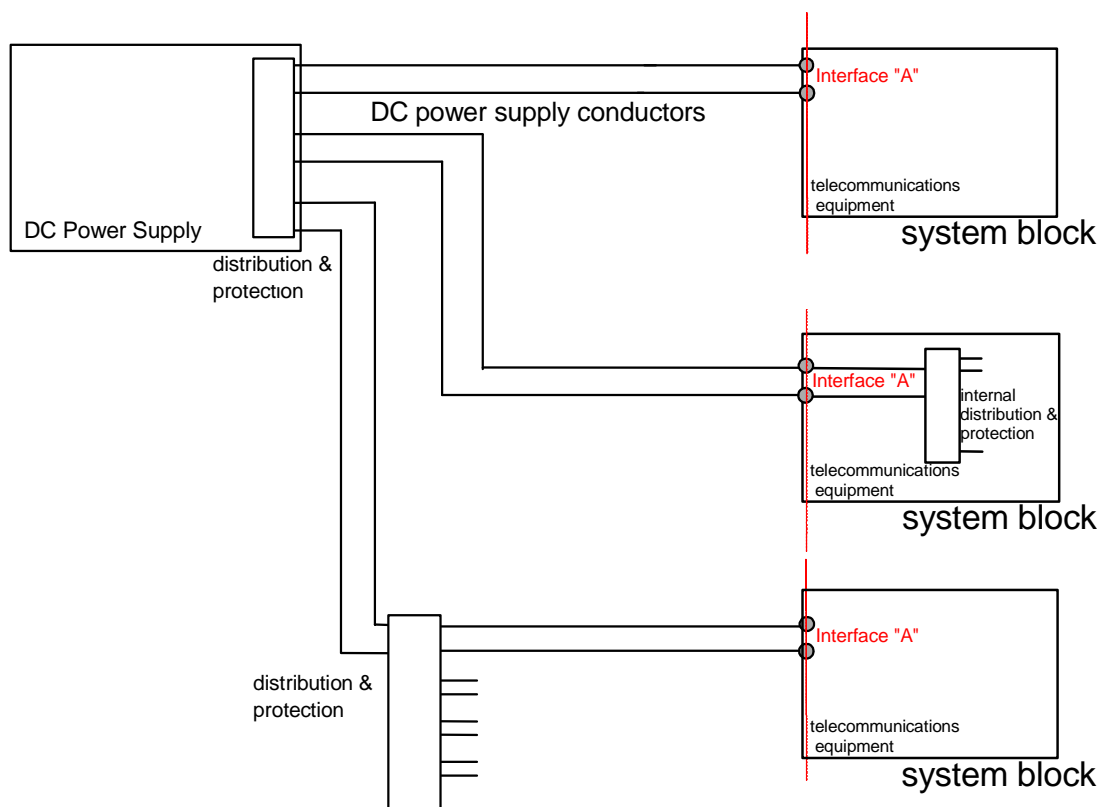 Interface "A"
DC power supply conductors
telecommunications
equipment
system block
DC Power Supply
distribution &
protection
Interface "A"
internal
distribution &
protection
telecommunications
equipment
system block
Interface "A"
distribution &
protection
telecommunications
equipment
system block